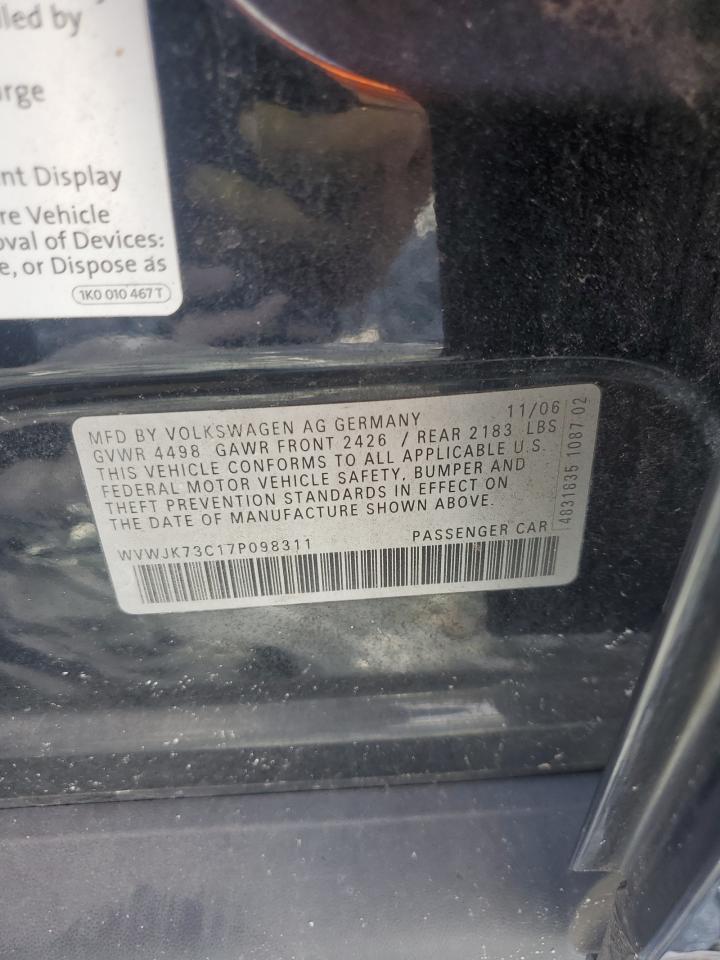 lled by
rge
nt Display
re Vehicle
oval of Devices:
e, or Dispose as
1K0 010 467 T
MFD BY VOLKSWAGEN AG GERMANY 11/06
GVWR 4498 GAWR FRONT 2426 / REAR 2183 LBS
THIS VEHICLE CONFORMS TO ALL APPLICABLE U.S.
FEDERAL MOTOR VEHICLE SAFETY, BUMPER AND
THEFT PREVENTION STANDARDS IN EFFECT ON
THE DATE OF MANUFACTURE SHOWN ABOVE.
WVWJK73C17P098311 PASSENGER CAR
4831635 1087 02